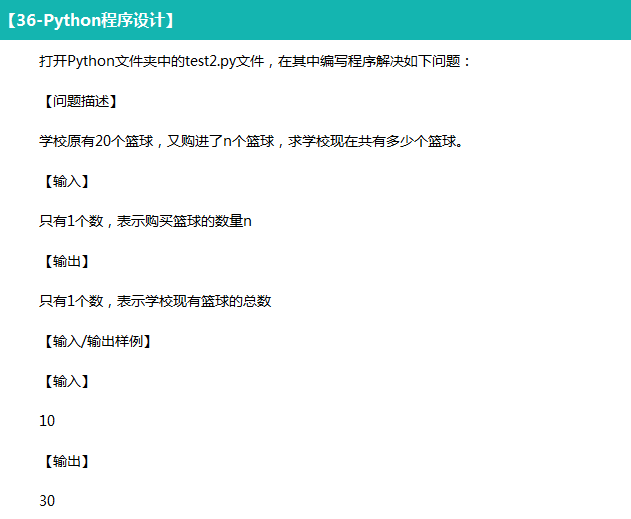 【36-Python程序设计】
打开Python文件夹中的test2.py文件，在其中编写程序解决如下问题：
【问题描述】
学校原有20个篮球，又购进了n个篮球，求学校现在共有多少个篮球。
【输入】
只有1个数，表示购买篮球的数量n
【输出】
只有1个数，表示学校现有篮球的总数
【输入/输出样例】
【输入】
10
【输出】
30